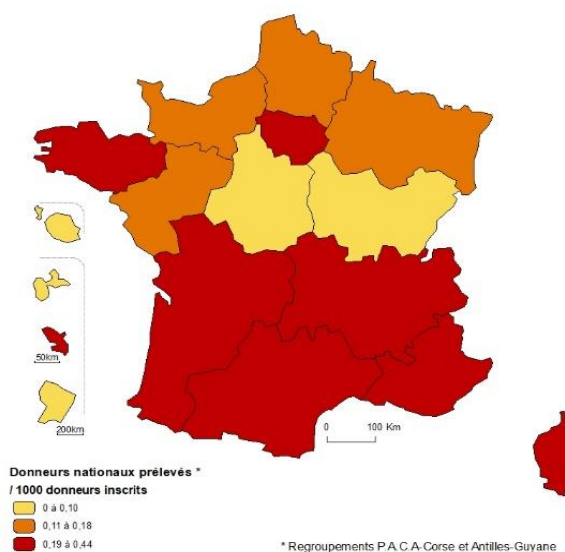 50km
200km
0 100 Km
Donneurs nationaux prélevés *
/ 1000 donneurs inscrits
0 à 0,10
0,11 à 0,18
0,19 à 0,44
* Regroupements P.A.C.A-Corse et Antilles-Guyane